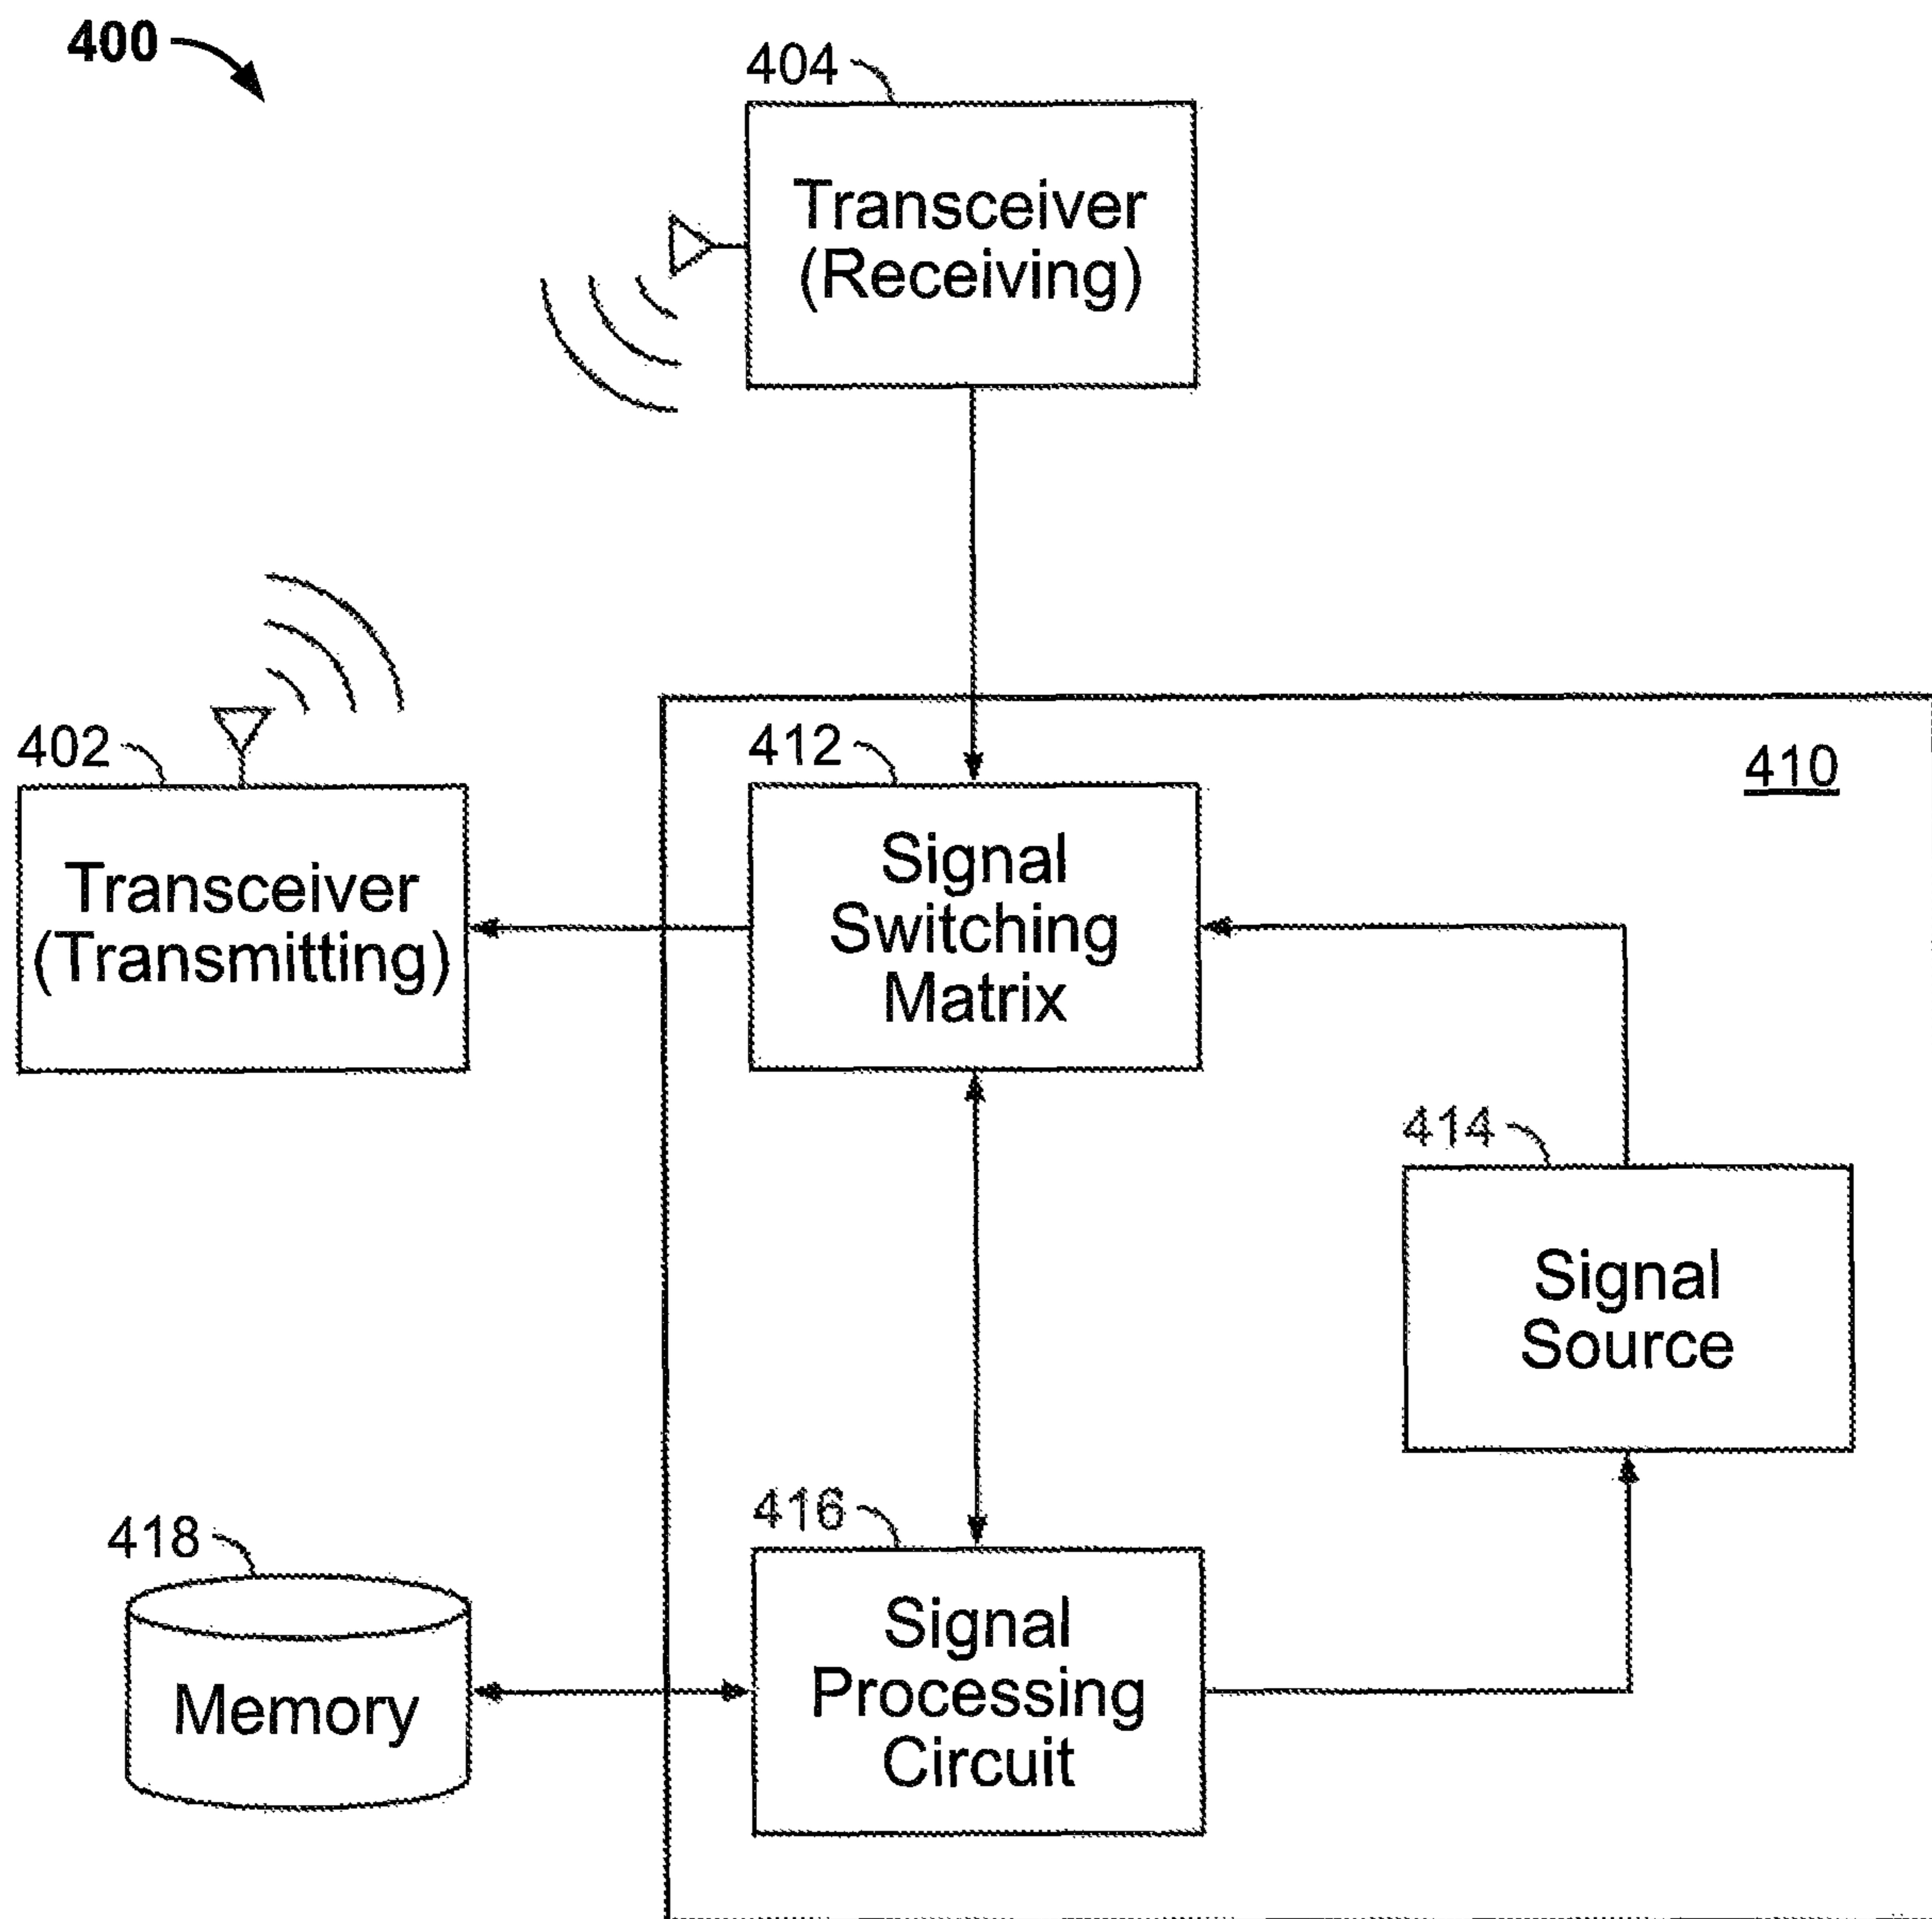 400
404
Transceiver
(Receiving)
402
Transceiver
(Transmitting)
412
Signal
Switching
Matrix
410
414
Signal
Source
416
Signal
Processing
Circuit
418
Memory